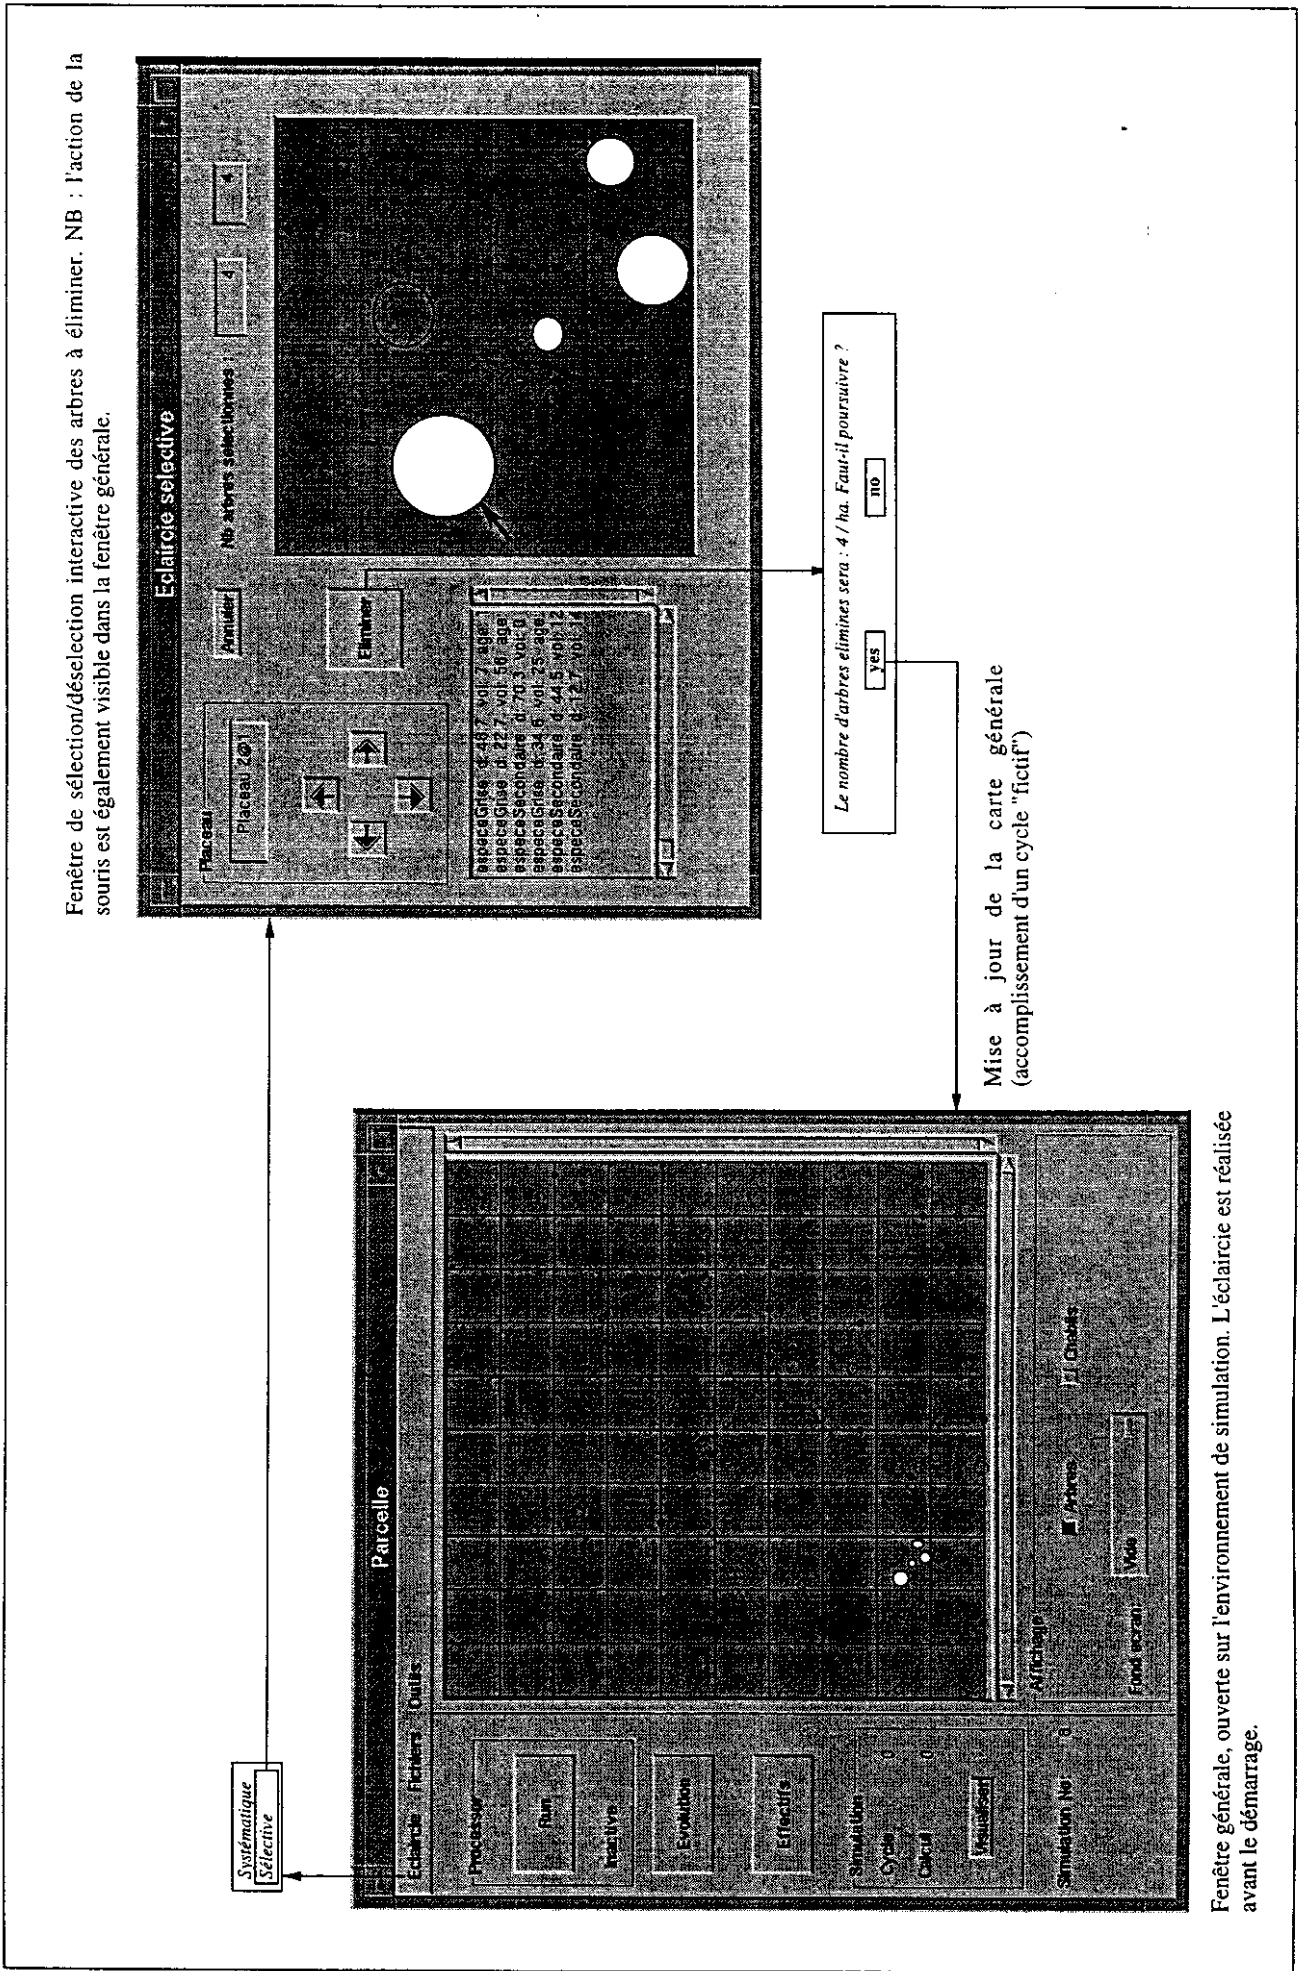 Fenêtre de sélection/déselection interactive des arbres à éliminer. NB : l'action de la
souris est également visible dans la fenêtre générale.
Eclaircie selective
Placeau
Placeau 2@1
Annuler
Nb arbres selectionnes :
4
4
Eliminer
especeGrise d: 48.7 vol: 7 age: 1
especeGrise d: 22.7 vol: 56 age:
especeSecondaire d: 70.3 vol: 0
especeGrise d: 34.6 vol: 25 age:
especeSecondaire d: 44.5 vol: 12
especeSecondaire d: 12.7 vol: 14
Le nombre d'arbres elimines sera : 4 / ha. Faut-il poursuivre ?
yes
no
Mise à jour de la carte générale
(accomplissement d'un cycle "fictif")
Systématique
Sélective
Parcelle
Eclaircie Fichiers Outils
Processor
Run
Inactive
Evolution
Effectifs
Simulation
Cycle 0
Calcul 0
Visualiser
Simulation No: 8
Affichage
Arbres
Chablis
Fond ecran:
Vide
Fenêtre générale, ouverte sur l'environnement de simulation. L'éclaircie est réalisée
avant le démarrage.